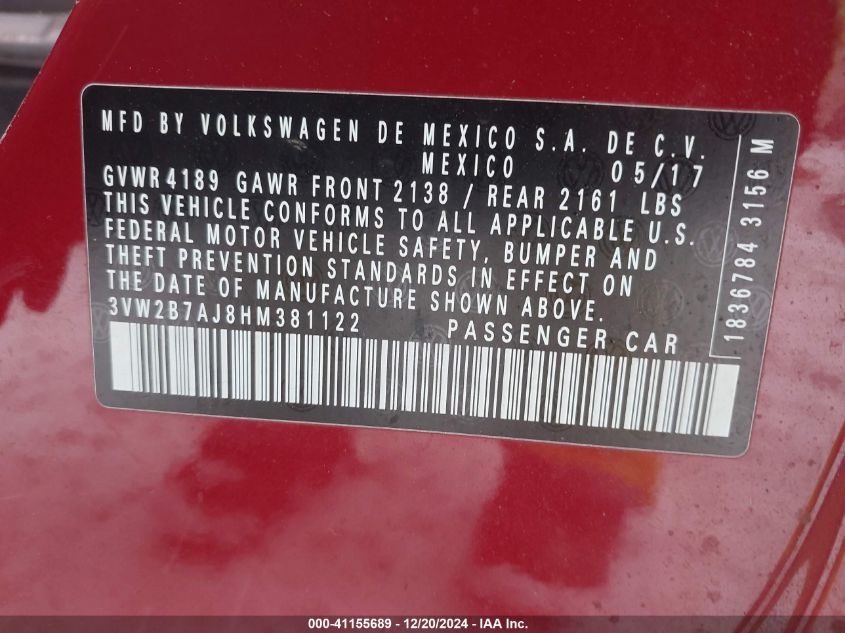 MFD BY VOLKSWAGEN DE MEXICO S.A. DE C.V.
MEXICO 05/17
GVWR 4189 GAWR FRONT 2138 / REAR 2161 LBS
THIS VEHICLE CONFORMS TO ALL APPLICABLE U.S.
FEDERAL MOTOR VEHICLE SAFETY, BUMPER AND
THEFT PREVENTION STANDARDS IN EFFECT ON
THE DATE OF MANUFACTURE SHOWN ABOVE.
3VW2B7AJ8HM381122 PASSENGER CAR
1836784 3156 M
000-41155689 - 12/20/2024 - IAA Inc.